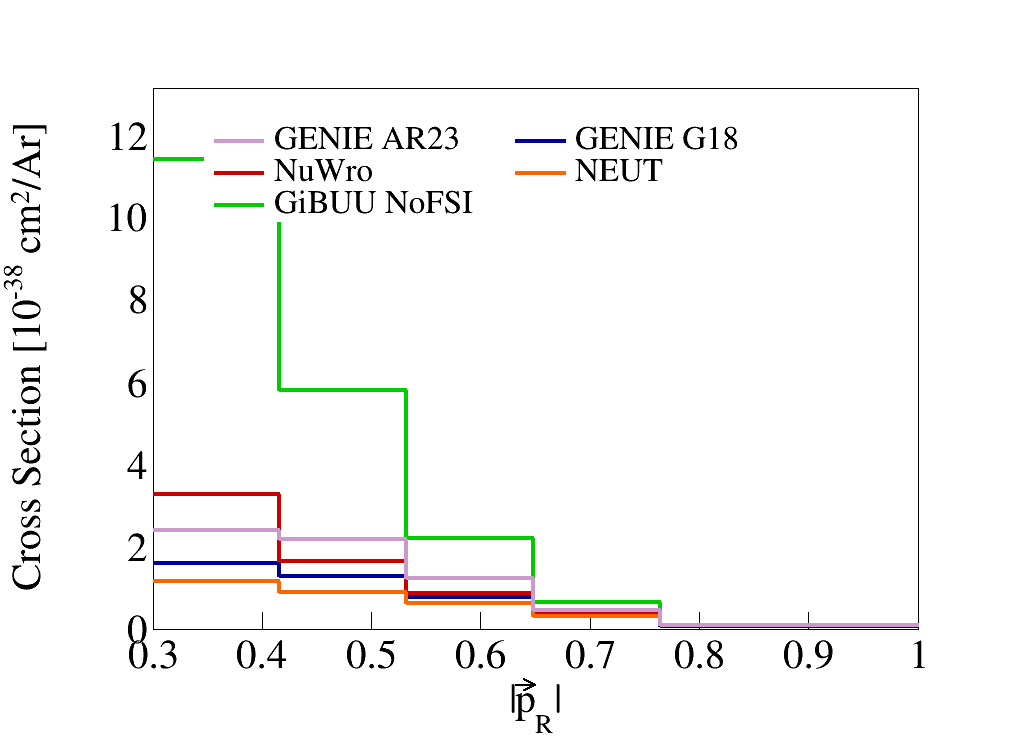 Cross Section [10⁻³⁸ cm²/Ar]
12
10
8
6
4
2
0
GENIE AR23
NuWro
GiBUU NoFSI
GENIE G18
NEUT
0.3 0.4 0.5 0.6 0.7 0.8 0.9 1
|p⃗_R|